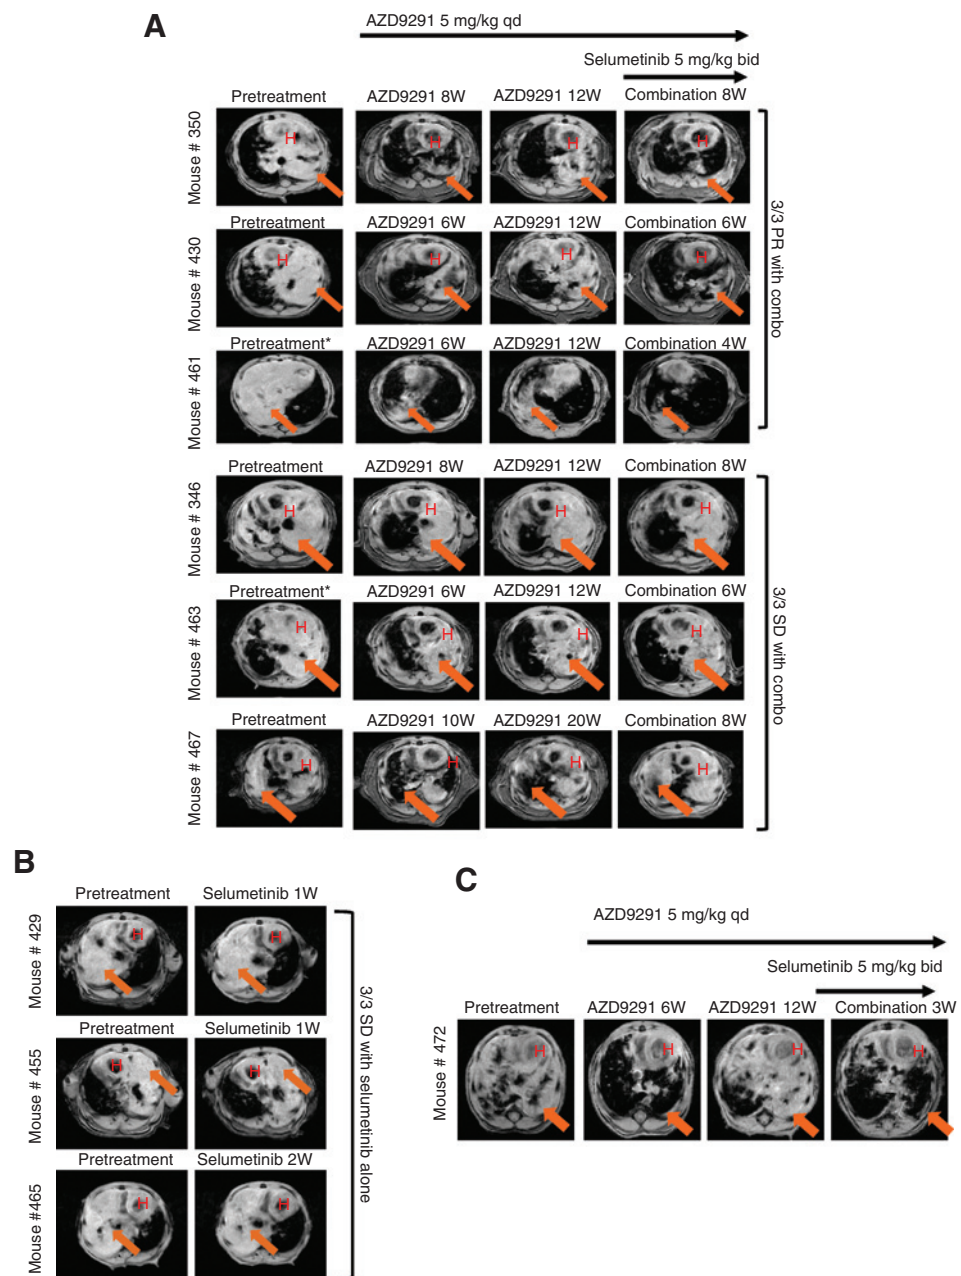 A
AZD9291 5 mg/kg qd
Selumetinib 5 mg/kg bid
Pretreatment AZD9291 8W AZD9291 12W Combination 8W
Mouse # 350
H H H H
Pretreatment AZD9291 6W AZD9291 12W Combination 6W
Mouse # 430
H H H H
Pretreatment* AZD9291 6W AZD9291 12W Combination 4W
Mouse # 461
3/3 PR with combo
Pretreatment AZD9291 8W AZD9291 12W Combination 8W
Mouse # 346
H H H H
Pretreatment* AZD9291 6W AZD9291 12W Combination 6W
Mouse # 463
H H H H
Pretreatment AZD9291 10W AZD9291 20W Combination 8W
Mouse # 467
H H H H
3/3 SD with combo
B
Pretreatment Selumetinib 1W
Mouse # 429
H H
Pretreatment Selumetinib 1W
Mouse # 455
H H
Pretreatment Selumetinib 2W
Mouse #465
H H
3/3 SD with selumetinib alone
C
AZD9291 5 mg/kg qd
Selumetinib 5 mg/kg bid
Pretreatment AZD9291 6W AZD9291 12W Combination 3W
Mouse # 472
H H H H